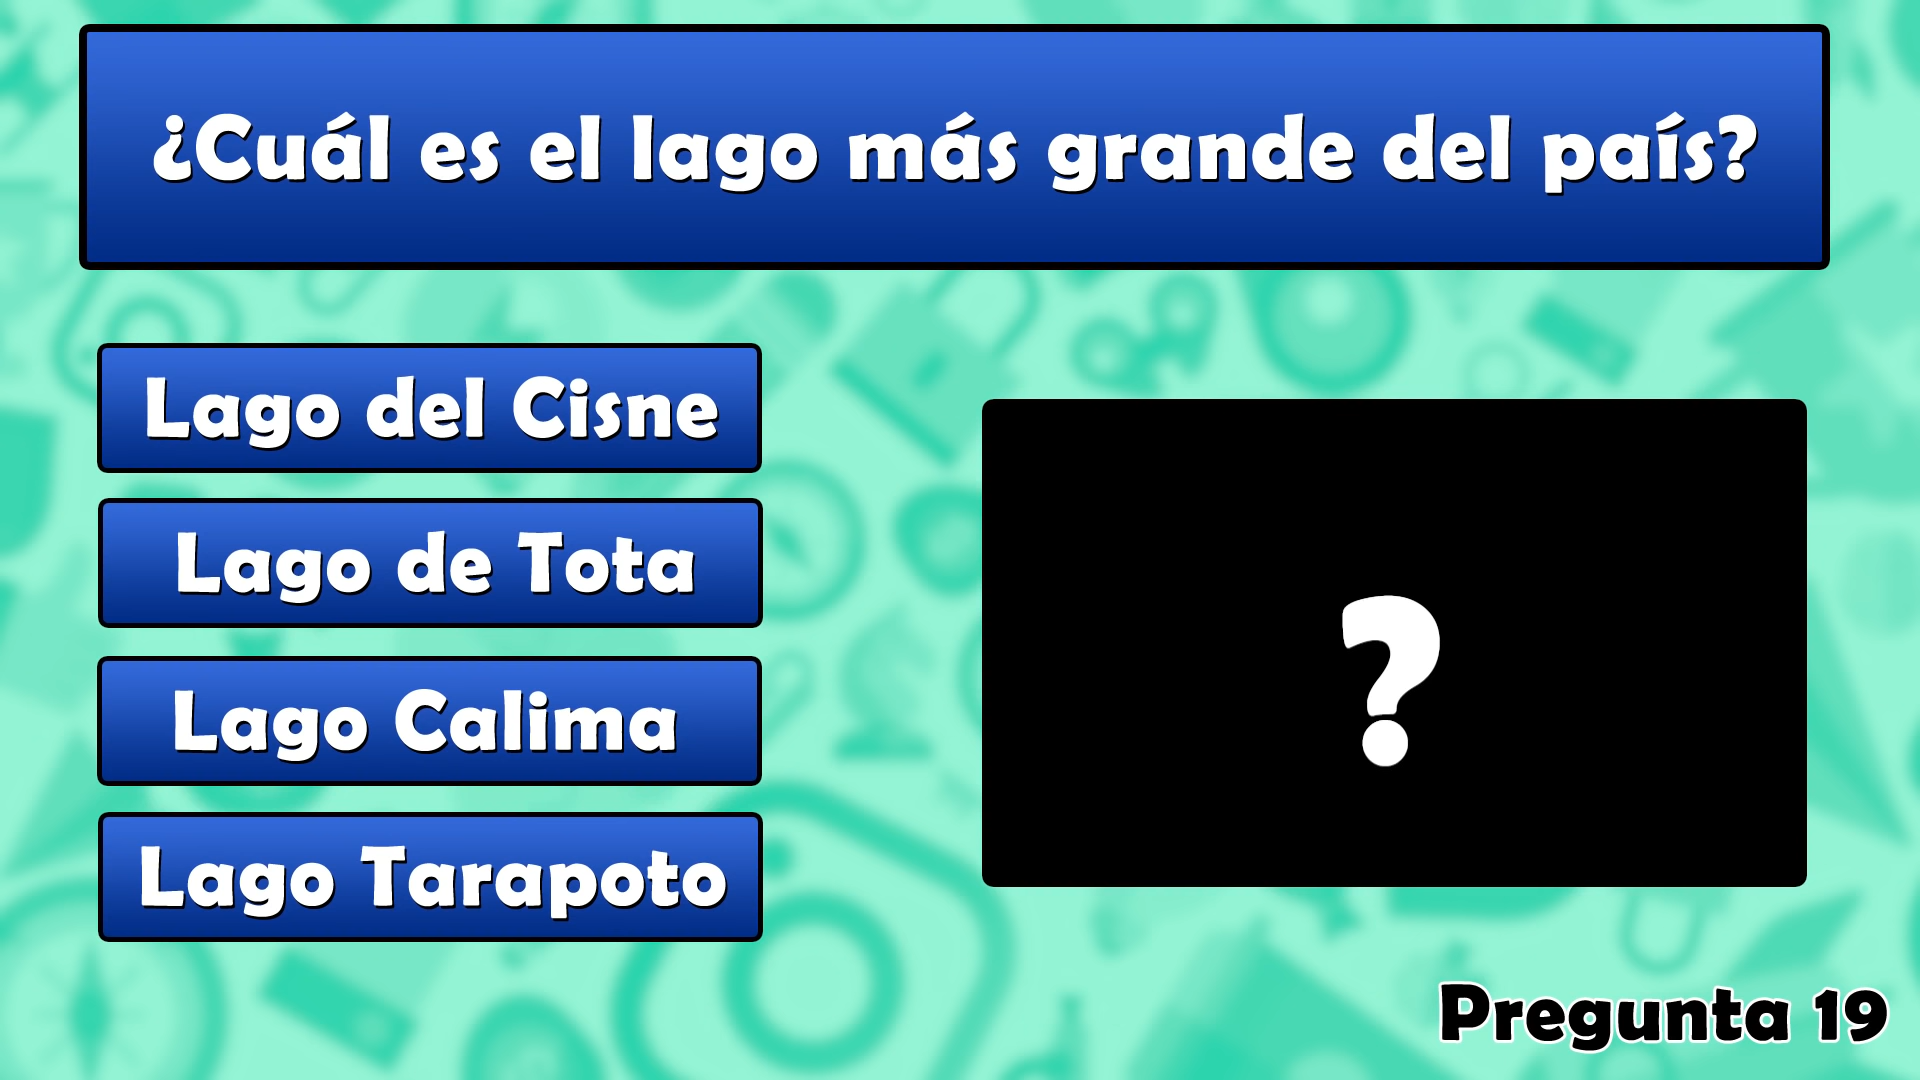 ¿Cuál es el lago más grande del país?
Lago del Cisne
Lago de Tota
Lago Calima
Lago Tarapoto
?
Pregunta 19